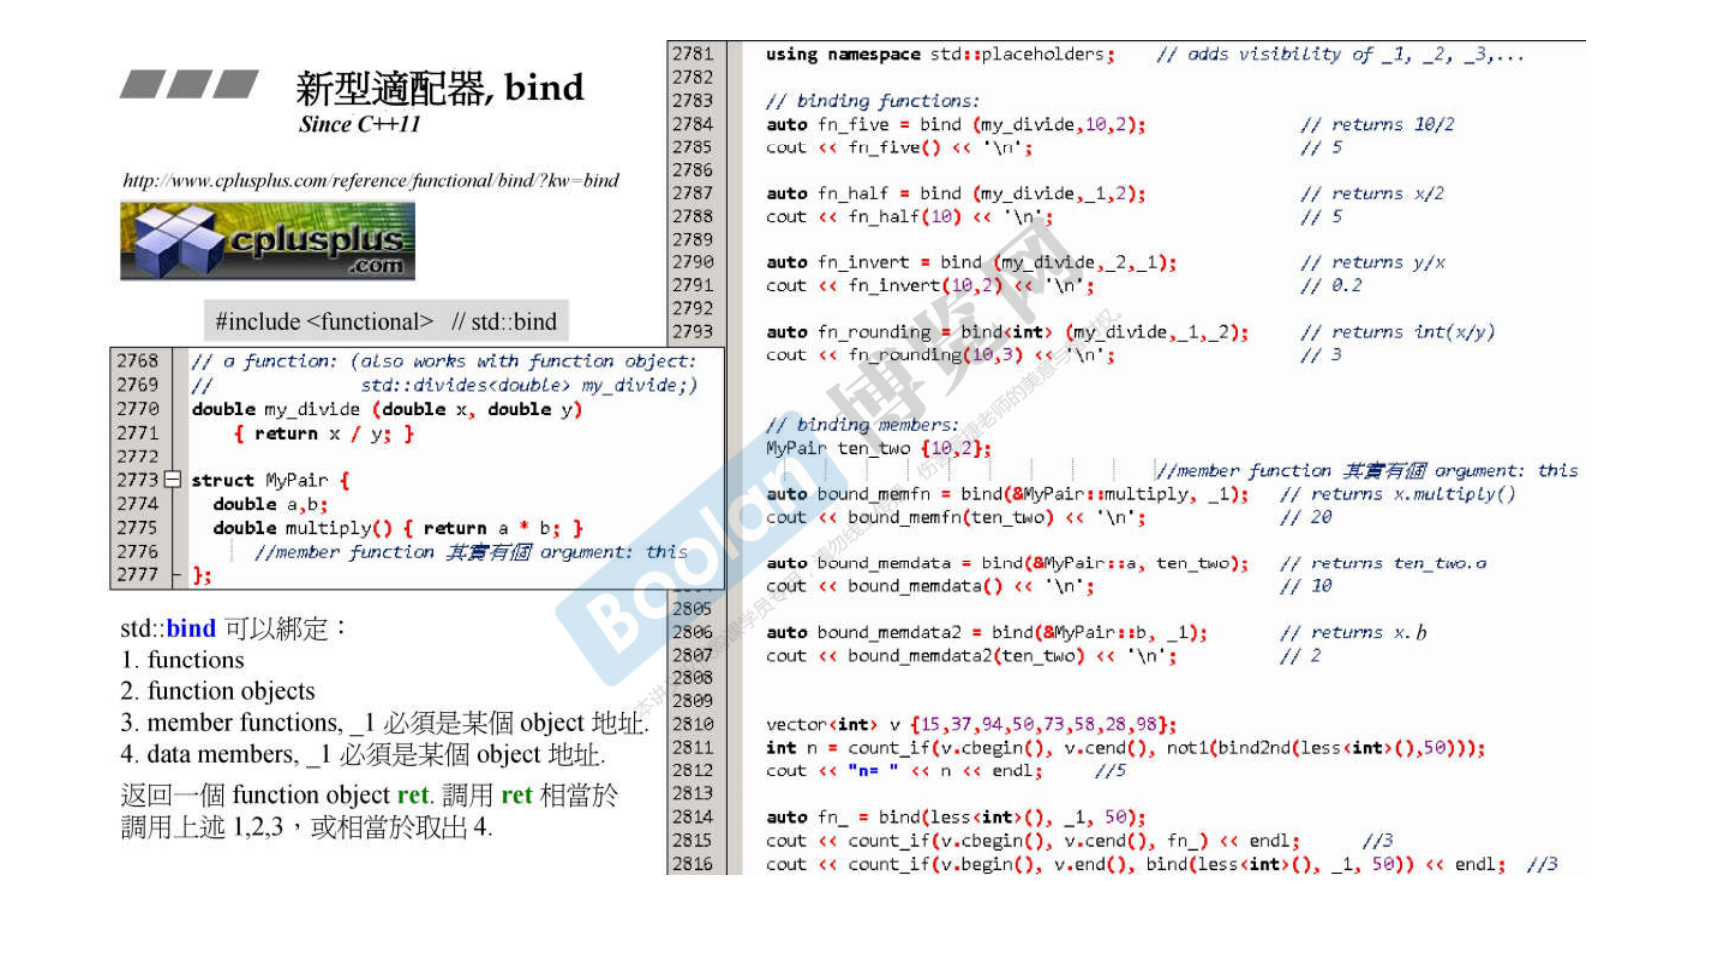 新型適配器, bind
Since C++11
http://www.cplusplus.com/reference/functional/bind/?kw=bind
cplusplus
.com
#include <functional>   // std::bind
2768 // a function: (also works with function object:
2769 //            std::divides<double> my_divide;)
2770 double my_divide (double x, double y)
2771     { return x / y; }
2772
2773 struct MyPair {
2774   double a,b;
2775   double multiply() { return a * b; }
2776       //member function 其實有個 argument: this
2777 };
std::bind 可以綁定：
1. functions
2. function objects
3. member functions, _1 必須是某個 object 地址.
4. data members, _1 必須是某個 object 地址.
返回一個 function object ret. 調用 ret 相當於
調用上述 1,2,3，或相當於取出 4.
2781 using namespace std::placeholders;    // adds visibility of _1, _2, _3,...
2782
2783 // binding functions:
2784 auto fn_five = bind (my_divide,10,2);               // returns 10/2
2785 cout << fn_five() << '\n';                          // 5
2786
2787 auto fn_half = bind (my_divide,_1,2);               // returns x/2
2788 cout << fn_half(10) << '\n';                        // 5
2789
2790 auto fn_invert = bind (my_divide,_2,_1);            // returns y/x
2791 cout << fn_invert(10,2) << '\n';                    // 0.2
2792
2793 auto fn_rounding = bind<int> (my_divide,_1,_2);     // returns int(x/y)
cout << fn_rounding(10,3) << '\n';                  // 3
// binding members:
MyPair ten_two {10,2};
//member function 其實有個 argument: this
auto bound_memfn = bind(&MyPair::multiply, _1);   // returns x.multiply()
cout << bound_memfn(ten_two) << '\n';             // 20
auto bound_memdata = bind(&MyPair::a, ten_two);   // returns ten_two.a
cout << bound_memdata() << '\n';                  // 10
2805
2806 auto bound_memdata2 = bind(&MyPair::b, _1);       // returns x.b
2807 cout << bound_memdata2(ten_two) << '\n';          // 2
2808
2809
2810 vector<int> v {15,37,94,50,73,58,28,98};
2811 int n = count_if(v.cbegin(), v.cend(), not1(bind2nd(less<int>(),50)));
2812 cout << "n= " << n << endl;     //5
2813
2814 auto fn_ = bind(less<int>(), _1, 50);
2815 cout << count_if(v.cbegin(), v.cend(), fn_) << endl;      //3
2816 cout << count_if(v.begin(), v.end(), bind(less<int>(), _1, 50)) << endl;  //3
Boolan
博览网